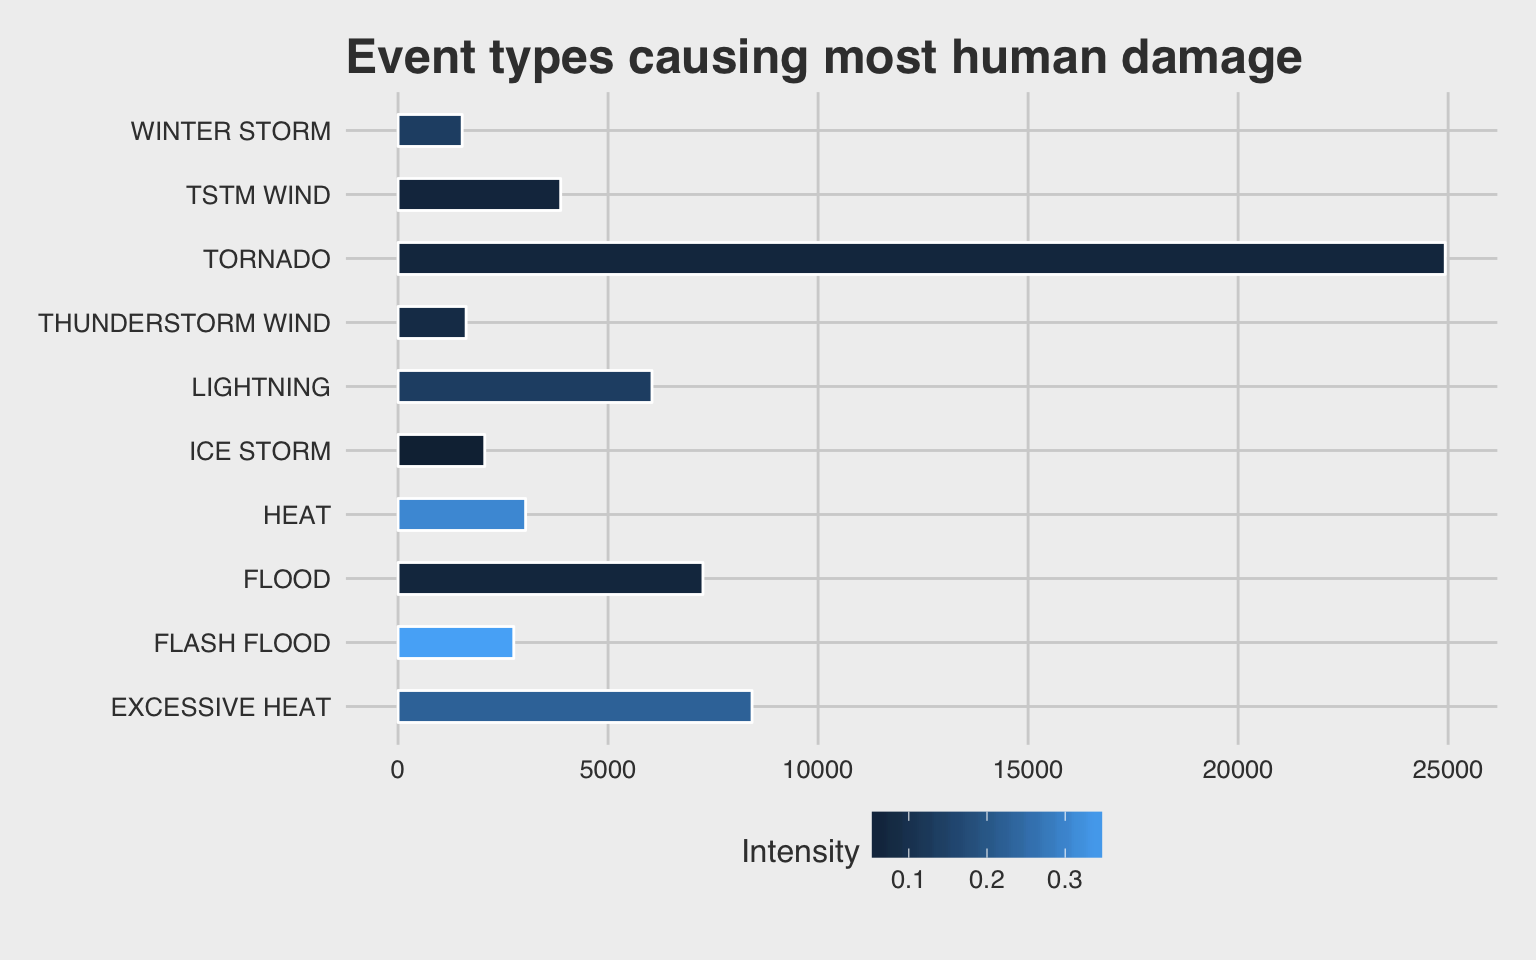 Event types causing most human damage
WINTER STORM
TSTM WIND
TORNADO
THUNDERSTORM WIND
LIGHTNING
ICE STORM
HEAT
FLOOD
FLASH FLOOD
EXCESSIVE HEAT
0 5000 10000 15000 20000 25000
Intensity
0.1 0.2 0.3